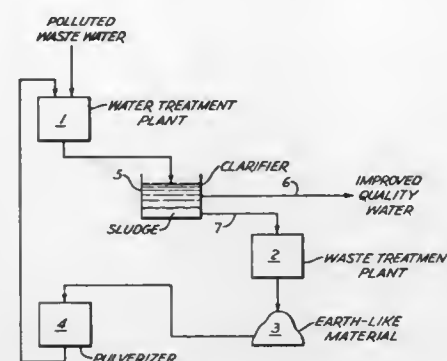 POLLUTED
WASTE WATER
1
WATER TREATMENT
PLANT
5
CLARIFIER
6
IMPROVED
QUALITY
WATER
SLUDGE
7
2
WASTE TREATMEN
PLANT
4
3
EARTH-LIKE
MATERIAL
PULVERIZER